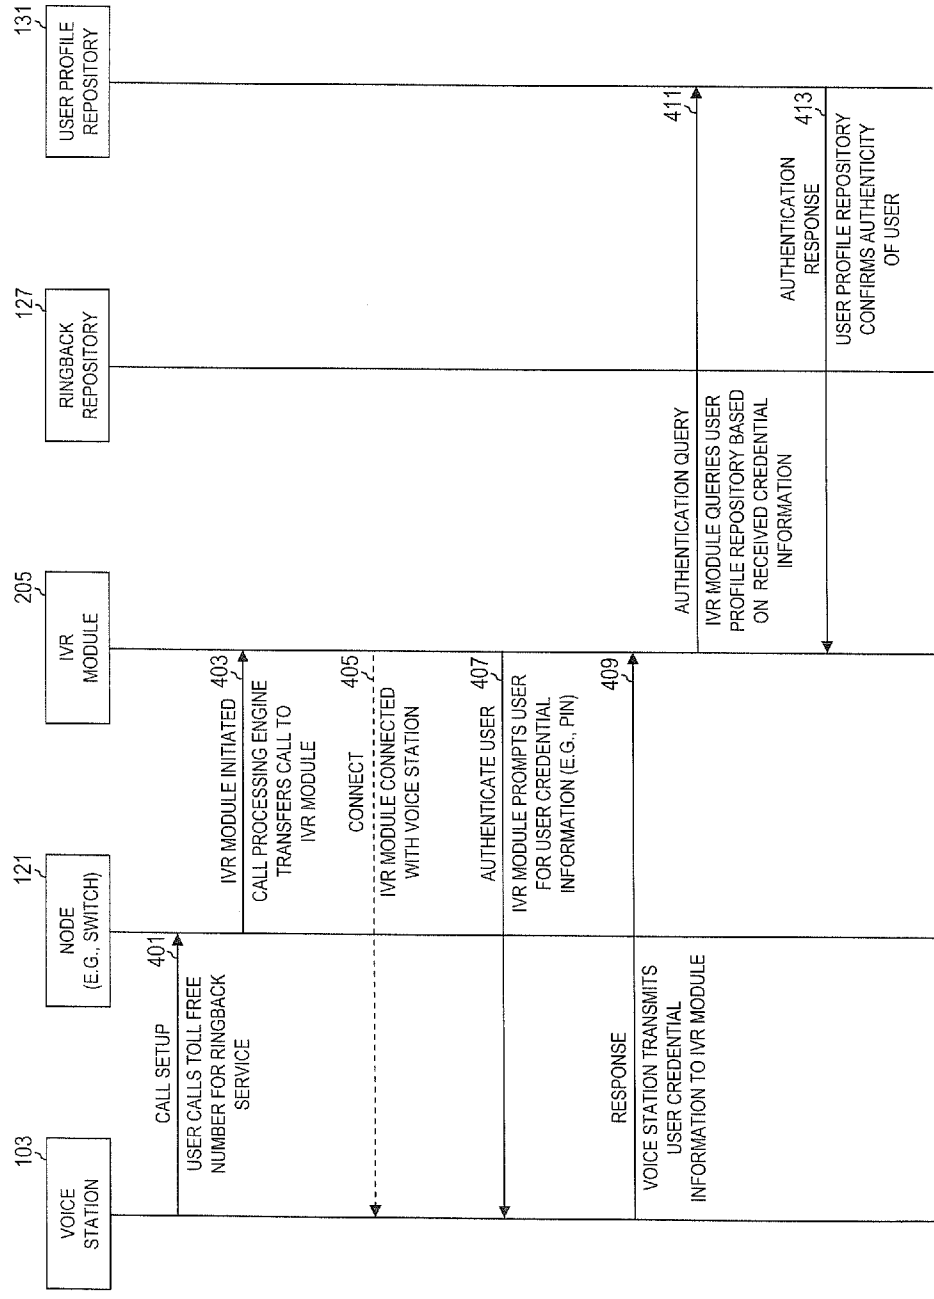 103
VOICE
STATION
121
NODE
(E.G., SWITCH)
205
IVR
MODULE
127
RINGBACK
REPOSITORY
131
USER PROFILE
REPOSITORY
CALL SETUP
401
USER CALLS TOLL FREE
NUMBER FOR RINGBACK
SERVICE
IVR MODULE INITIATED
403
CALL PROCESSING ENGINE
TRANSFERS CALL TO
IVR MODULE
CONNECT
405
IVR MODULE CONNECTED
WITH VOICE STATION
AUTHENTICATE USER
407
IVR MODULE PROMPTS USER
FOR USER CREDENTIAL
INFORMATION (E.G., PIN)
RESPONSE
409
VOICE STATION TRANSMITS
USER CREDENTIAL
INFORMATION TO IVR MODULE
AUTHENTICATION QUERY
411
IVR MODULE QUERIES USER
PROFILE REPOSITORY BASED
ON RECEIVED CREDENTIAL
INFORMATION
AUTHENTICATION
RESPONSE
413
USER PROFILE REPOSITORY
CONFIRMS AUTHENTICITY
OF USER